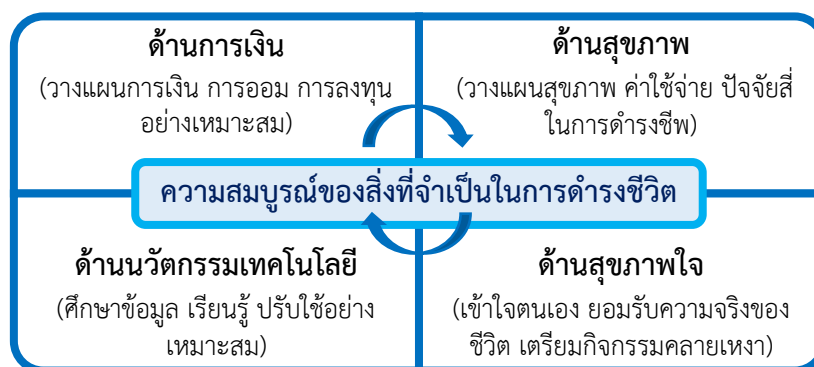 ด้านการเงิน
(วางแผนการเงิน การออม การลงทุน
อย่างเหมาะสม)
ด้านสุขภาพ
(วางแผนสุขภาพ ค่าใช้จ่าย ปัจจัยสี่
ในการดำรงชีพ)
ความสมบูรณ์ของสิ่งที่จำเป็นในการดำรงชีวิต
ด้านนวัตกรรมเทคโนโลยี
(ศึกษาข้อมูล เรียนรู้ ปรับใช้อย่าง
เหมาะสม)
ด้านสุขภาพใจ
(เข้าใจตนเอง ยอมรับความจริงของ
ชีวิต เตรียมกิจกรรมคลายเหงา)